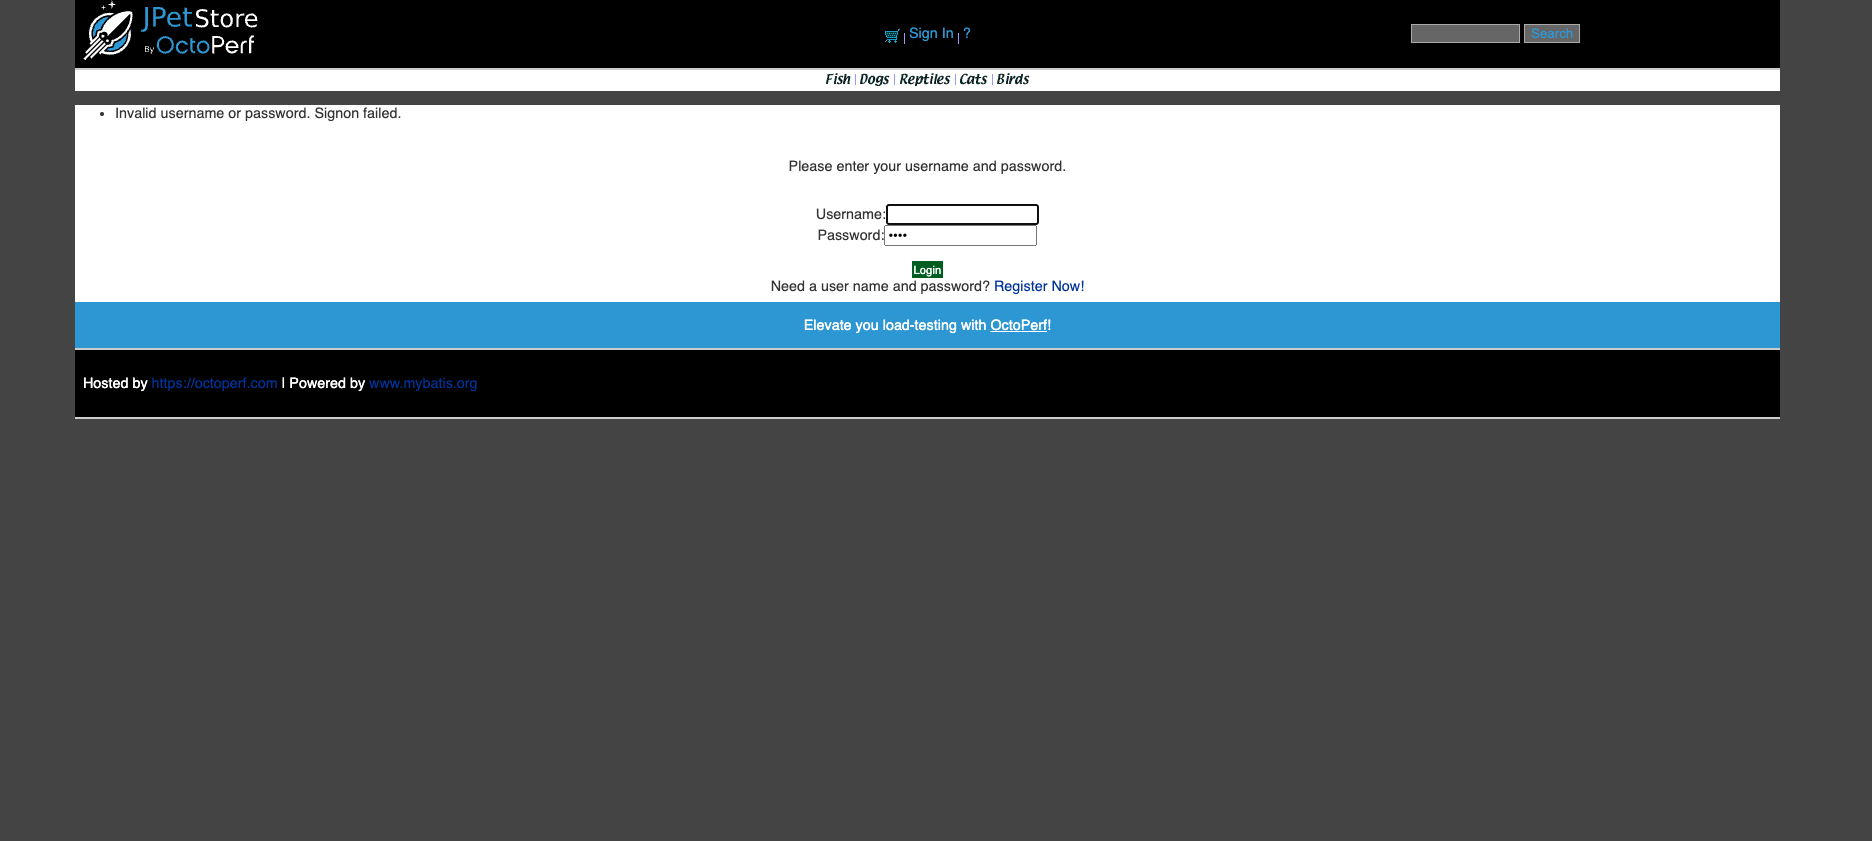 JPetStore
By OctoPerf
Sign In ?
Search
Fish Dogs Reptiles Cats Birds
Invalid username or password. Signon failed.
Please enter your username and password.
Username:
Password: ••••
Login
Need a user name and password? Register Now!
Elevate you load-testing with OctoPerf!
Hosted by https://octoperf.com | Powered by www.mybatis.org